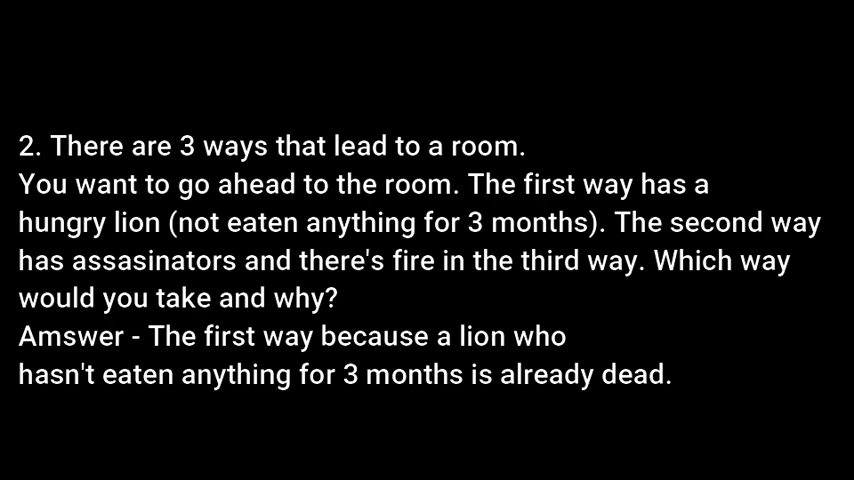 2. There are 3 ways that lead to a room.
You want to go ahead to the room. The first way has a
hungry lion (not eaten anything for 3 months). The second way
has assasinators and there's fire in the third way. Which way
would you take and why?
Amswer - The first way because a lion who
hasn't eaten anything for 3 months is already dead.